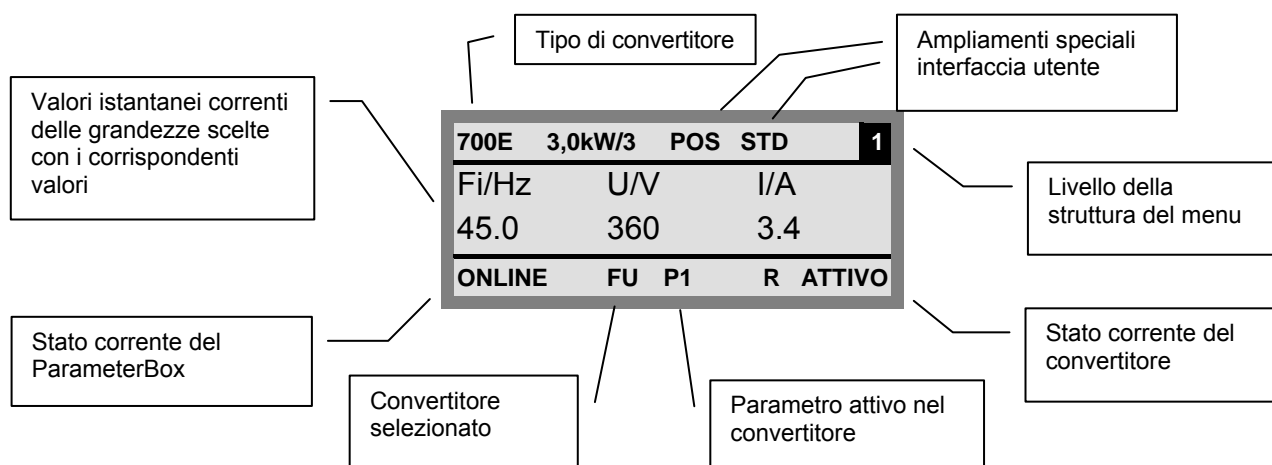 Tipo di convertitore
Ampliamenti speciali
interfaccia utente
Valori istantanei correnti
delle grandezze scelte
con i corrispondenti
valori
700E 3,0kW/3 POS STD 1
Fi/Hz U/V I/A
45.0 360 3.4
ONLINE FU P1 R ATTIVO
Livello della
struttura del menu
Stato corrente del
ParameterBox
Convertitore
selezionato
Parametro attivo nel
convertitore
Stato corrente del
convertitore